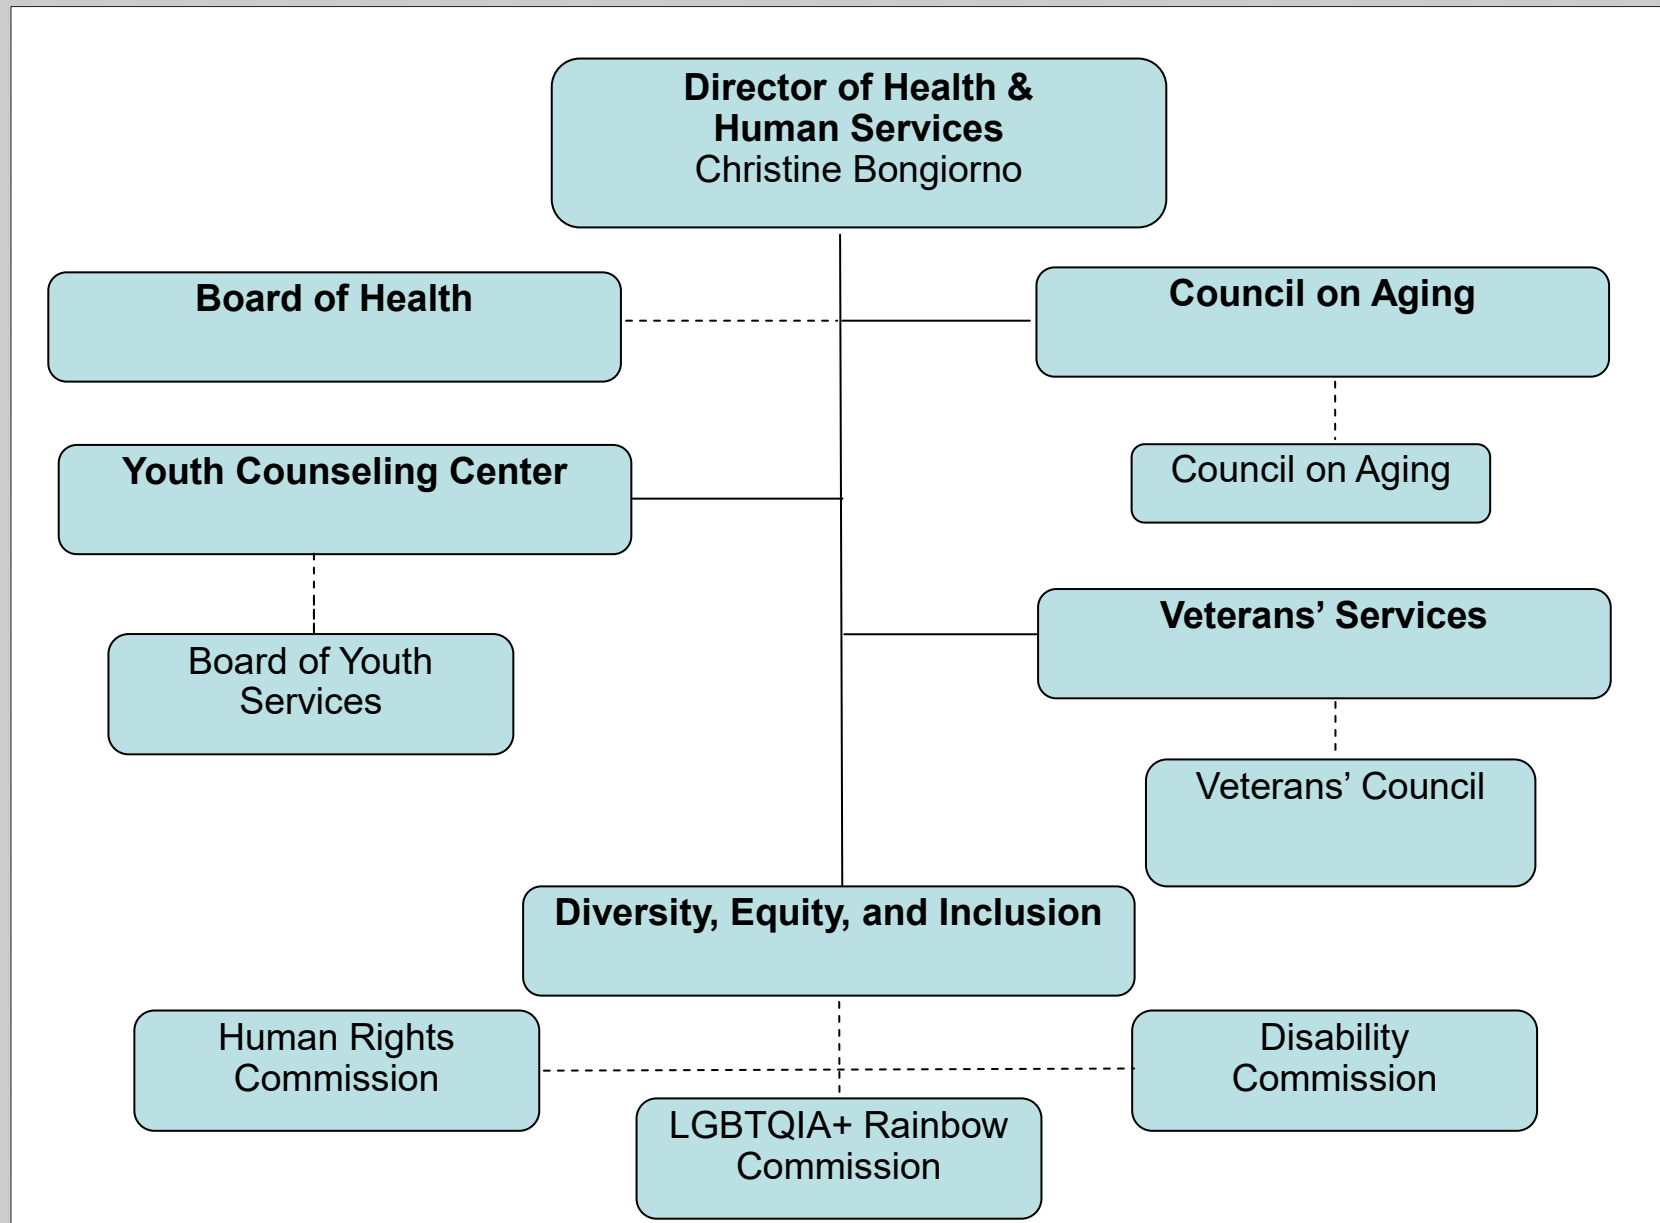 Director of Health &
Human Services
Christine Bongiorno
Board of Health
Council on Aging
Youth Counseling Center
Council on Aging
Veterans’ Services
Board of Youth
Services
Veterans’ Council
Diversity, Equity, and Inclusion
Human Rights
Commission
Disability
Commission
LGBTQIA+ Rainbow
Commission